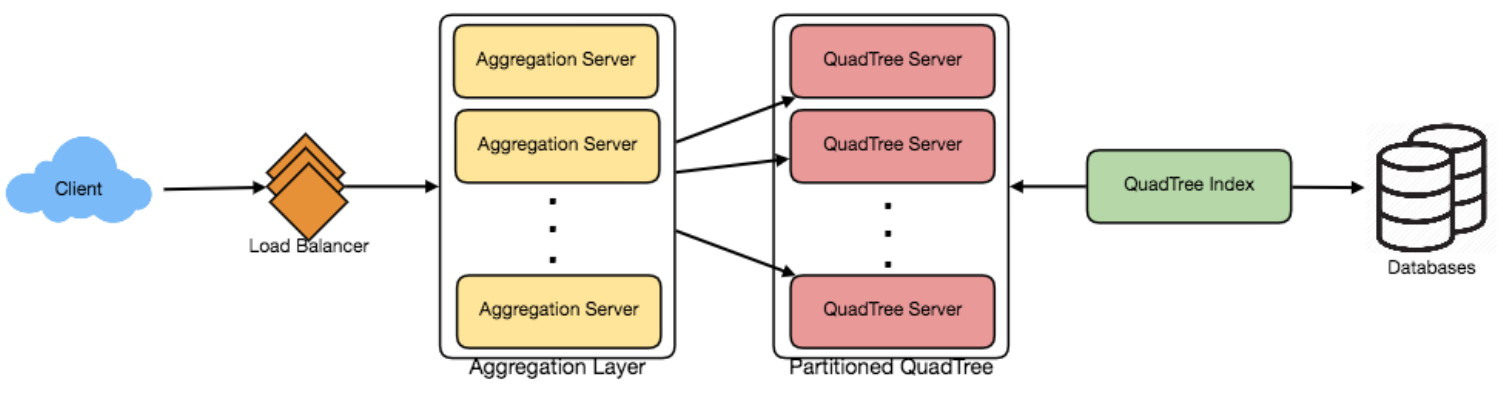 Client
Load Balancer
Aggregation Server
Aggregation Server
Aggregation Server
Aggregation Layer
QuadTree Server
QuadTree Server
QuadTree Server
Partitioned QuadTree
QuadTree Index
Databases